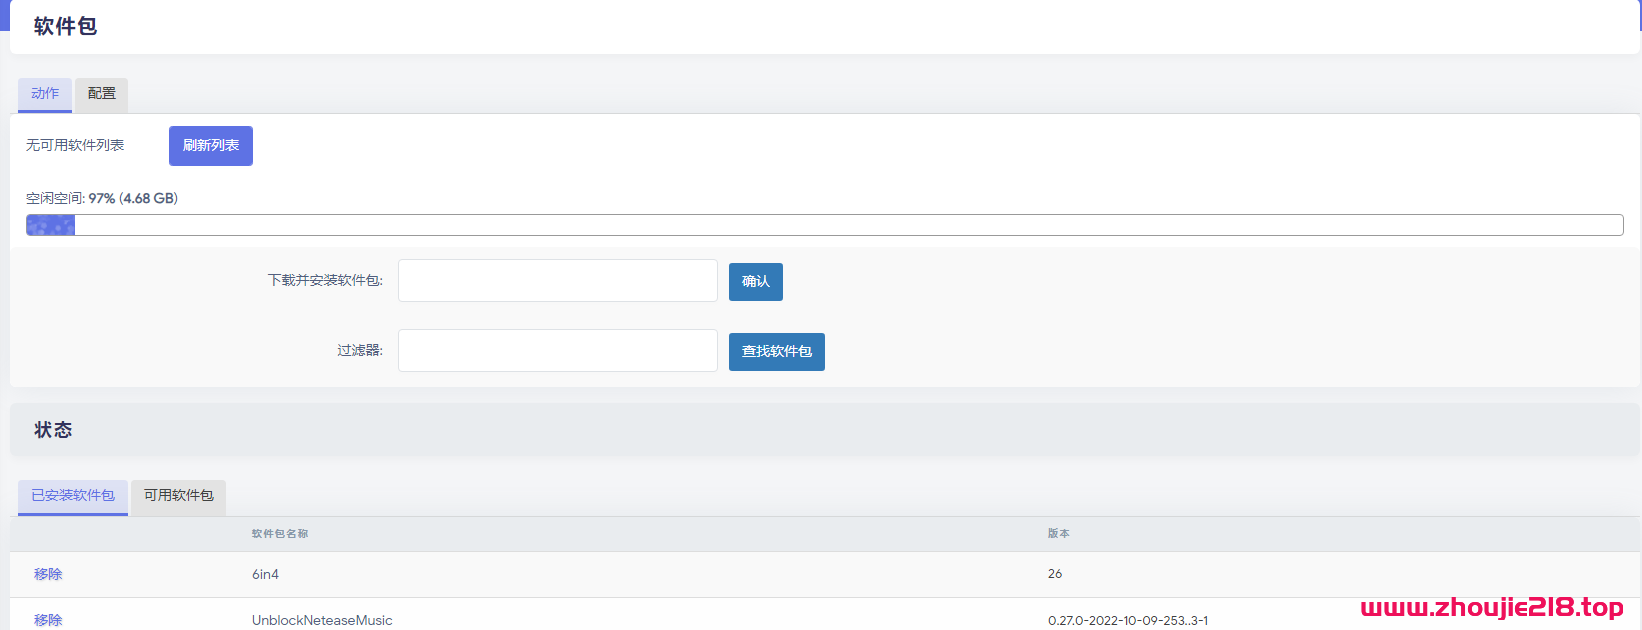 软件包
动作 配置
无可用软件列表 刷新列表
空闲空间: 97% (4.68 GB)
下载并安装软件包: 确认
过滤器: 查找软件包
状态
已安装软件包 可用软件包
软件包名称 版本
移除 6in4 26
移除 UnblockNeteaseMusic 0.27.0-2022-10-09-253..3-1
www.zhoujie218.top